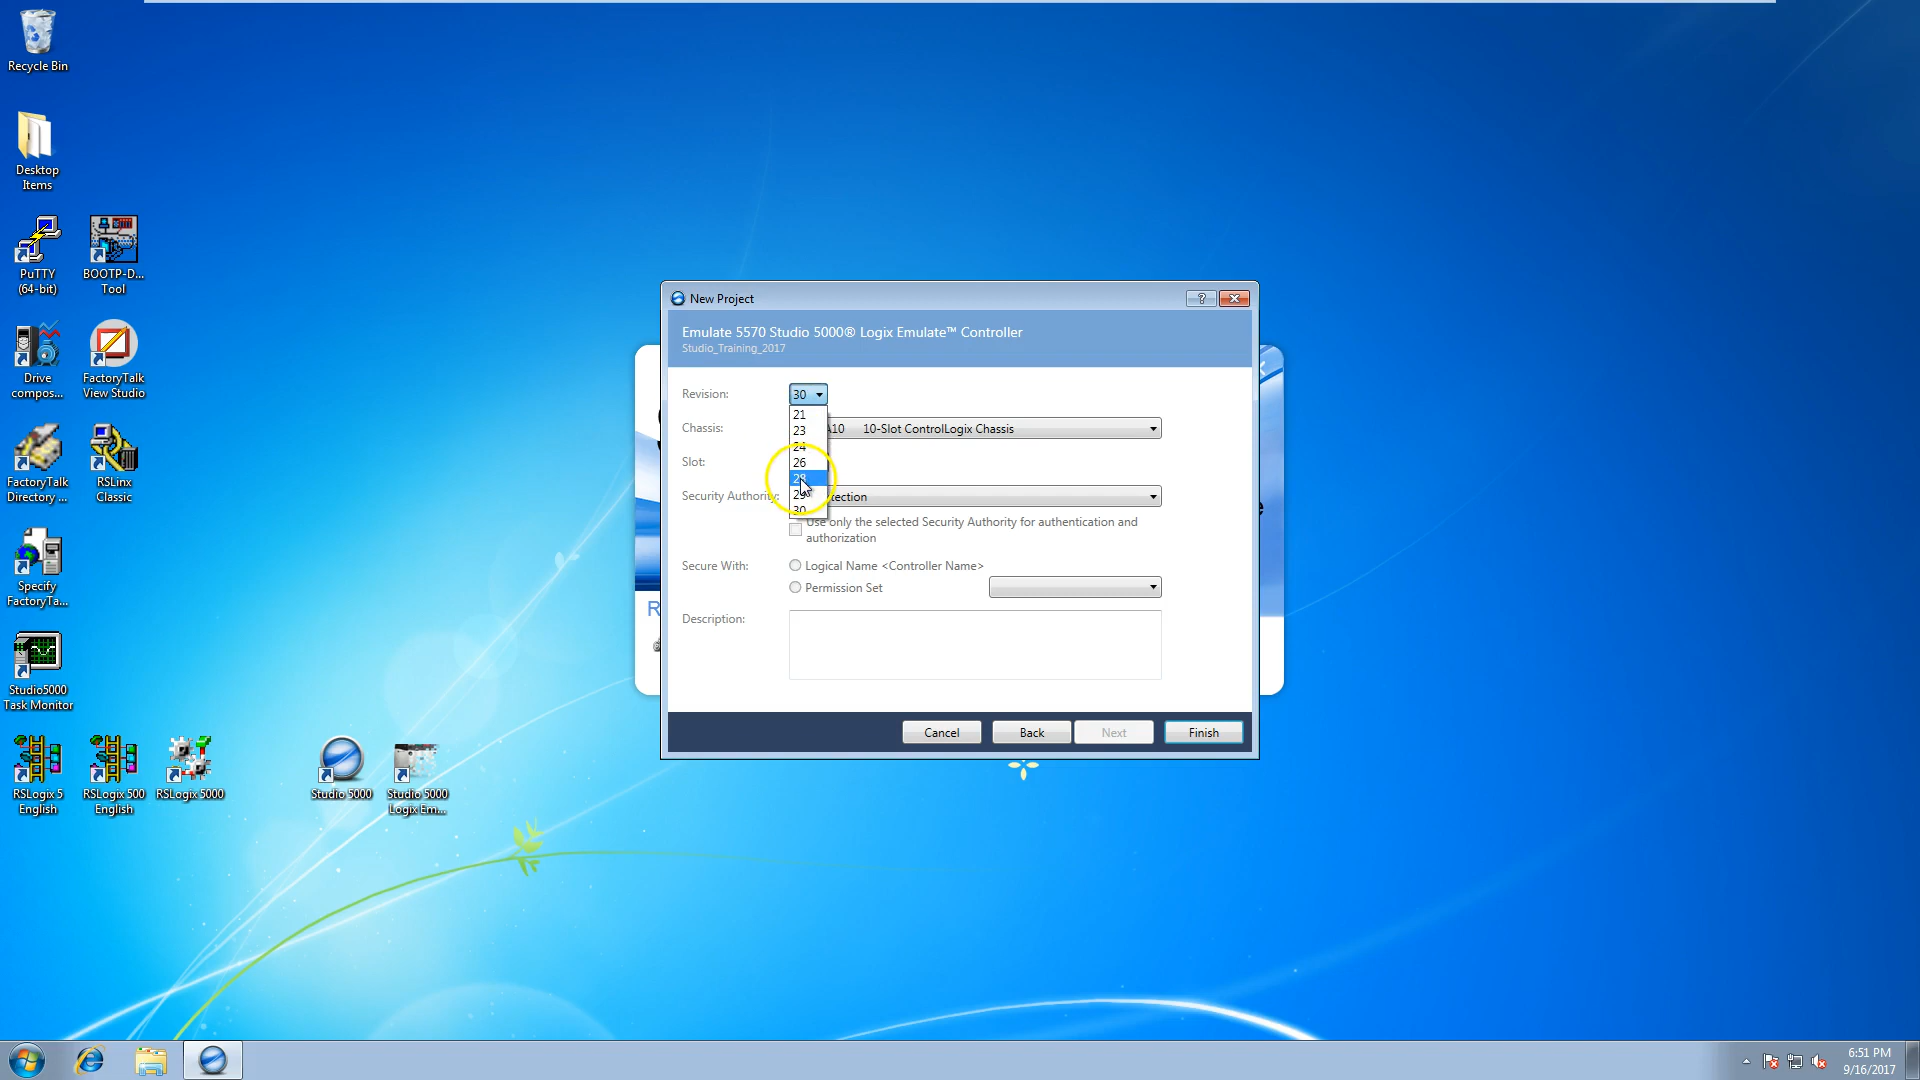 Recycle Bin
Desktop
Items
PuTTY
(64-bit)
BOOTP-D...
Tool
Drive
compos...
FactoryTalk
View Studio
FactoryTalk
Directory ...
RSLinx
Classic
Specify
FactoryTa...
Studio5000
Task Monitor
RSLogix 5
English
RSLogix 500
English
RSLogix 5000
Studio 5000
Studio 5000
Logix Em...
New Project
?
Emulate 5570 Studio 5000® Logix Emulate™ Controller
Studio_Training_2017
Revision: 30
21
23
24
26
28
29
30
Chassis: A10 10-Slot ControlLogix Chassis
Slot:
Security Authority: tection
Use only the selected Security Authority for authentication and
authorization
Secure With: Logical Name <Controller Name>
Permission Set
Description:
Cancel Back Next Finish
R
e
6:51 PM
9/16/2017